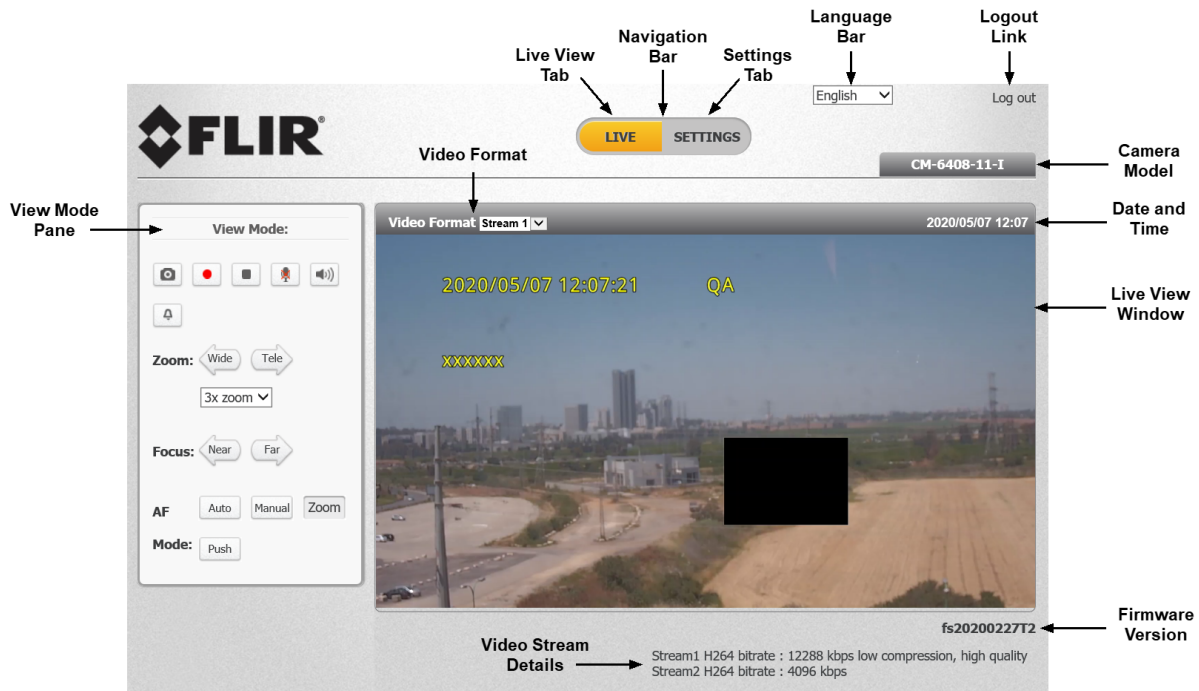 Language
Bar
Logout
Link
Navigation
Bar
Live View
Tab
Settings
Tab
English
Log out
FLIR®
LIVE
SETTINGS
Video Format
CM-6408-11-I
Camera
Model
View Mode
Pane
View Mode:
Video Format Stream 1
2020/05/07 12:07
Date and
Time
2020/05/07 12:07:21 QA
Live View
Window
Zoom: Wide Tele
XXXXXX
3x zoom
Focus: Near Far
AF
Mode:
Auto Manual Zoom
Push
fs20200227T2
Firmware
Version
Video Stream
Details
Stream1 H264 bitrate : 12288 kbps low compression, high quality
Stream2 H264 bitrate : 4096 kbps